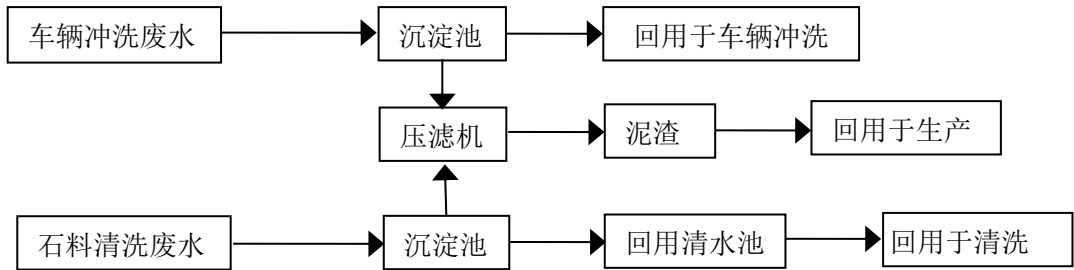 车辆冲洗废水
沉淀池
回用于车辆冲洗
压滤机
泥渣
回用于生产
石料清洗废水
沉淀池
回用清水池
回用于清洗